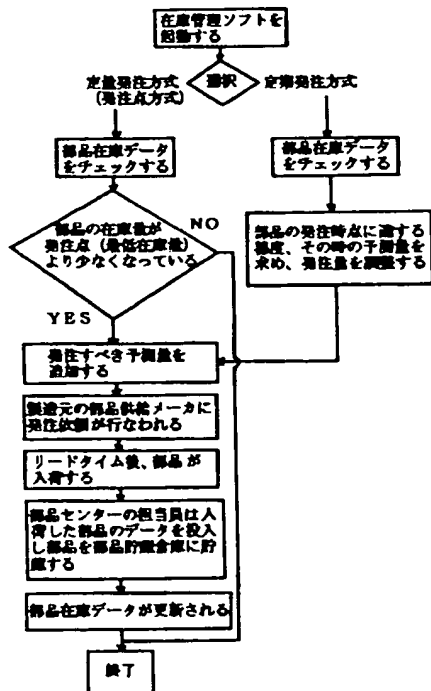 在庫管理ソフトを
起動する
選択
定量発注方式
(発注点方式)
定期発注方式
部品在庫データ
をチェックする
部品在庫データ
をチェックする
部品の在庫量が
発注点(最低在庫量)
より少なくなっている
NO
YES
部品の発注時点に達する
都度、その時の予測量を
求め、発注量を調整する
発注すべき予測量を
追加する
製造元の部品供給メーカに
発注依頼が行なわれる
リードタイム後、部品が
入荷する
部品センターの担当員は入
荷した部品のデータを投入
し部品を部品貯蔵倉庫に貯
蔵する
部品在庫データが更新される
終了